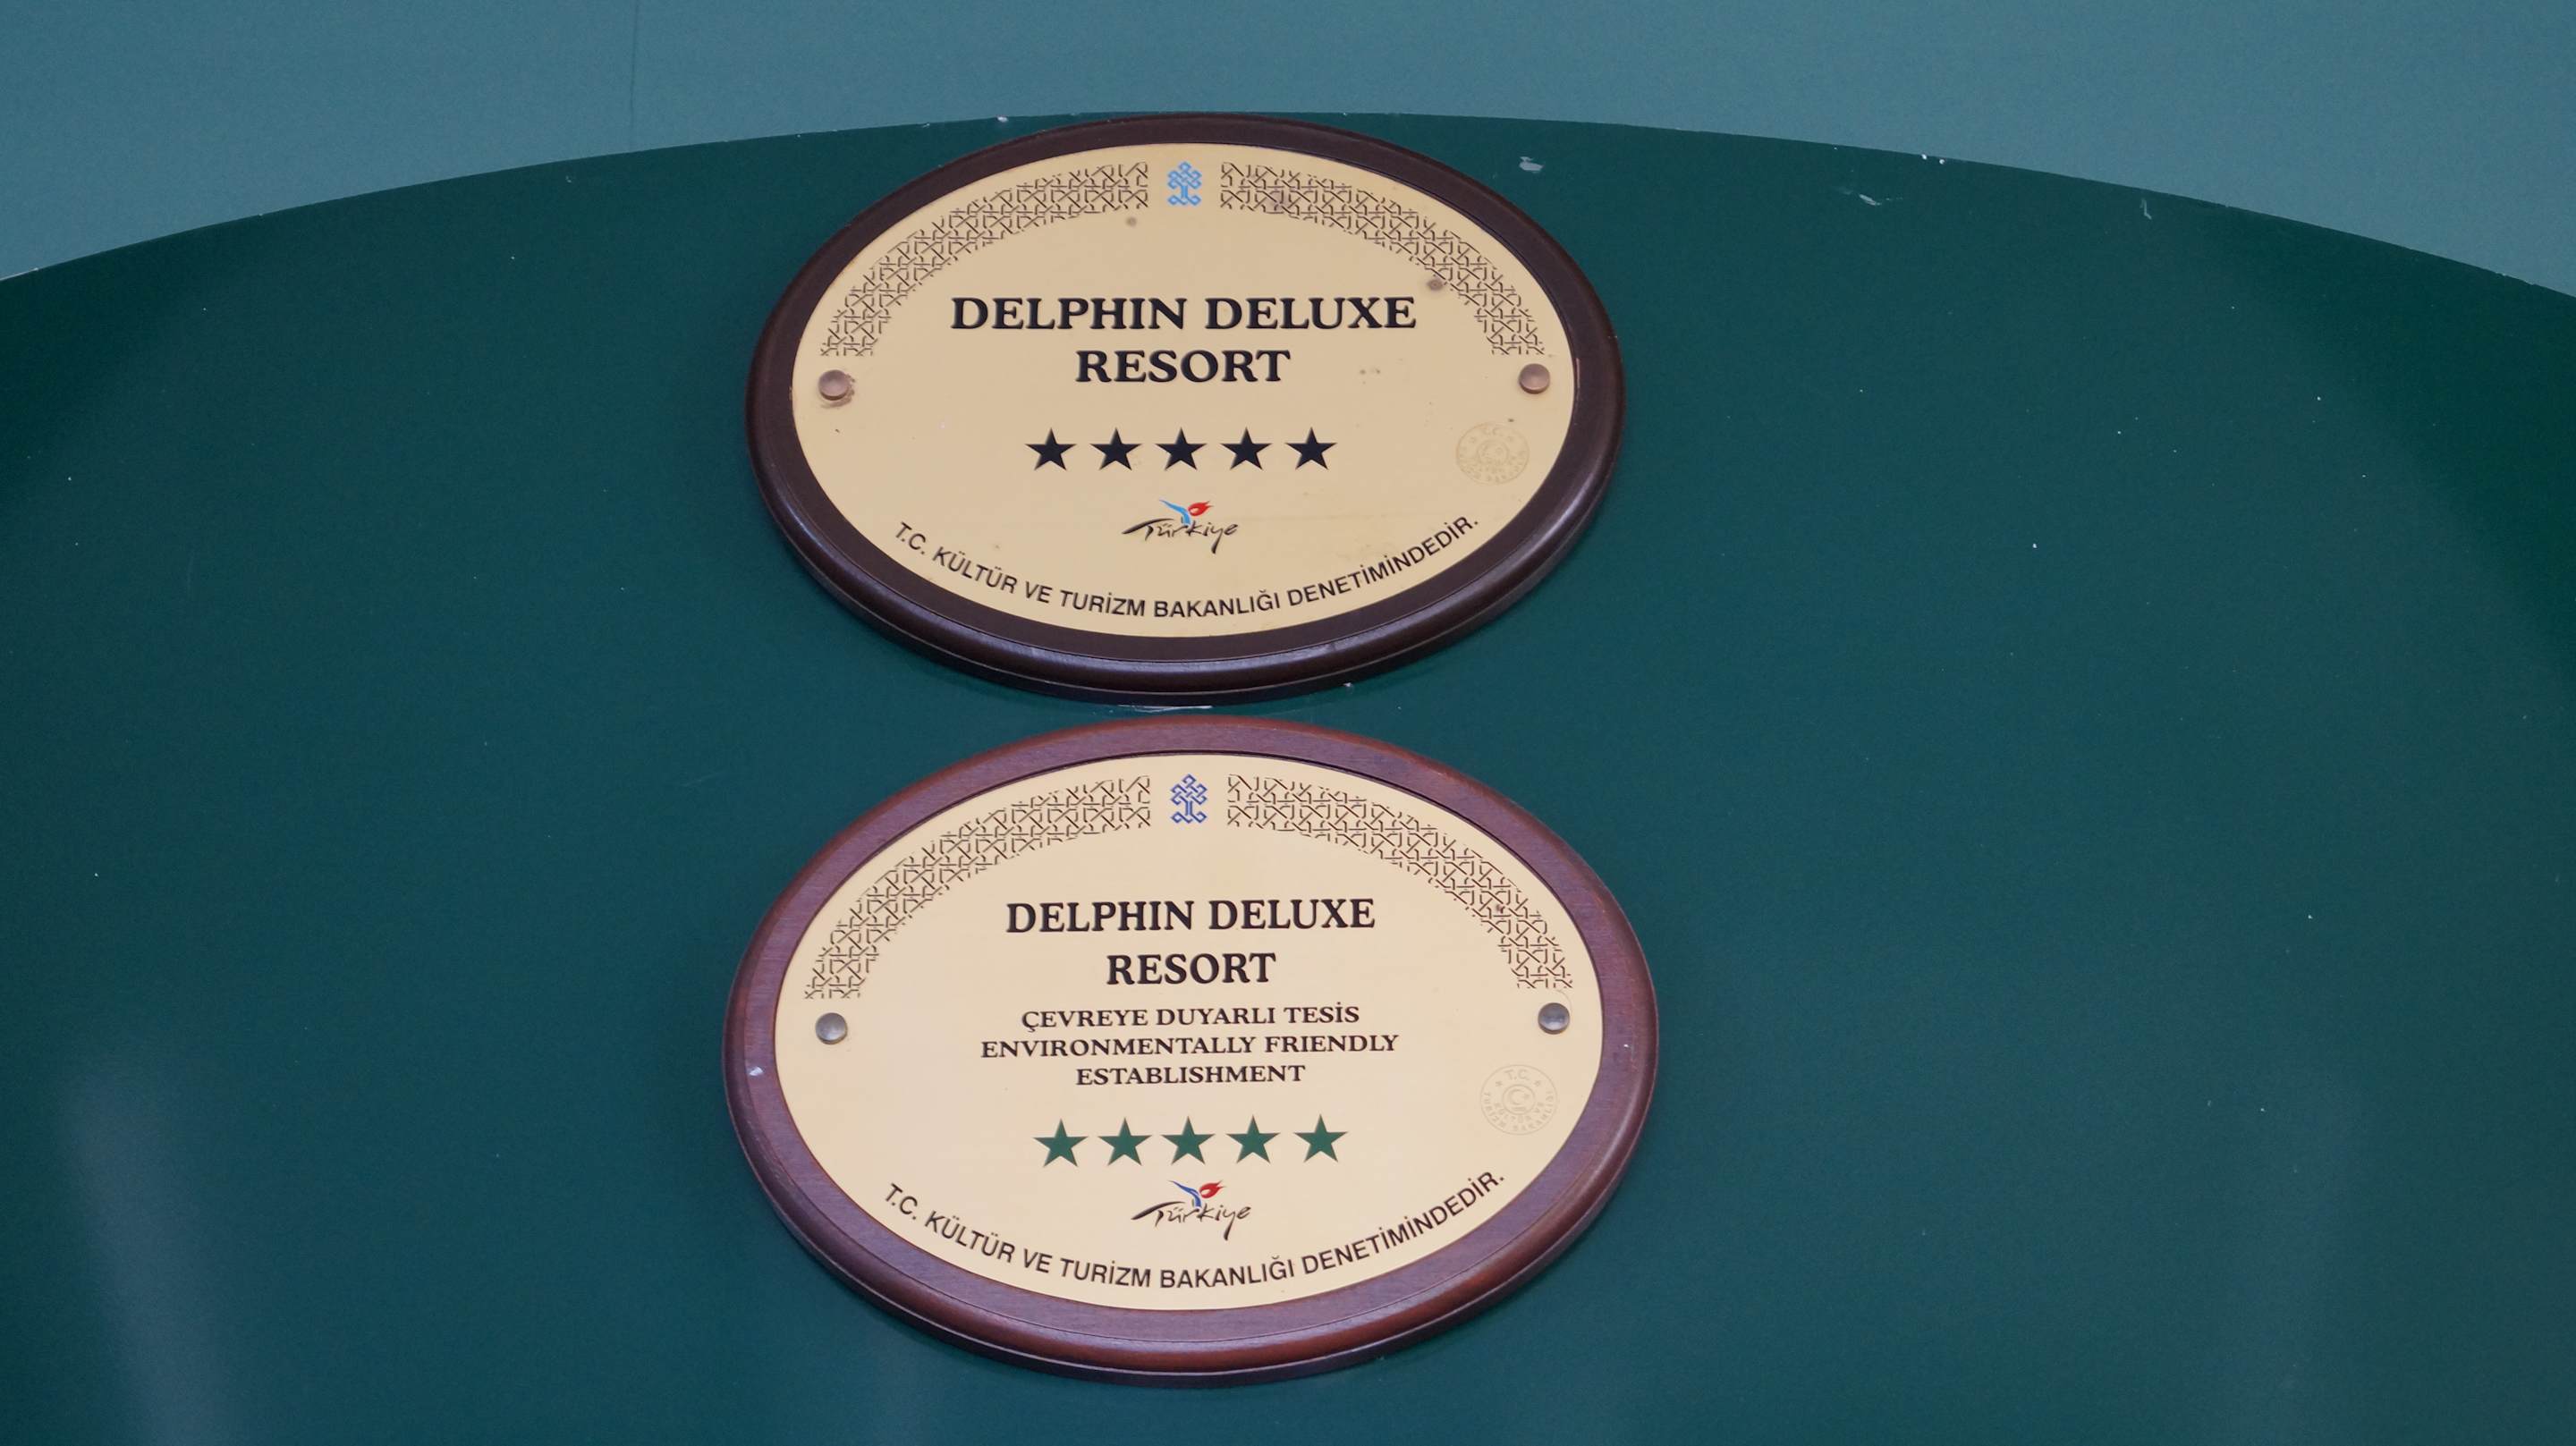 DELPHIN DELUXE
RESORT
Türkiye
T.C. KÜLTÜR VE TURİZM BAKANLIĞI DENETİMİNDEDİR.
DELPHIN DELUXE
RESORT
ÇEVREYE DUYARLI TESİS
ENVIRONMENTALLY FRIENDLY
ESTABLISHMENT
T.C.
Türkiye
T.C. KÜLTÜR VE TURİZM BAKANLIĞI DENETİMİNDEDİR.